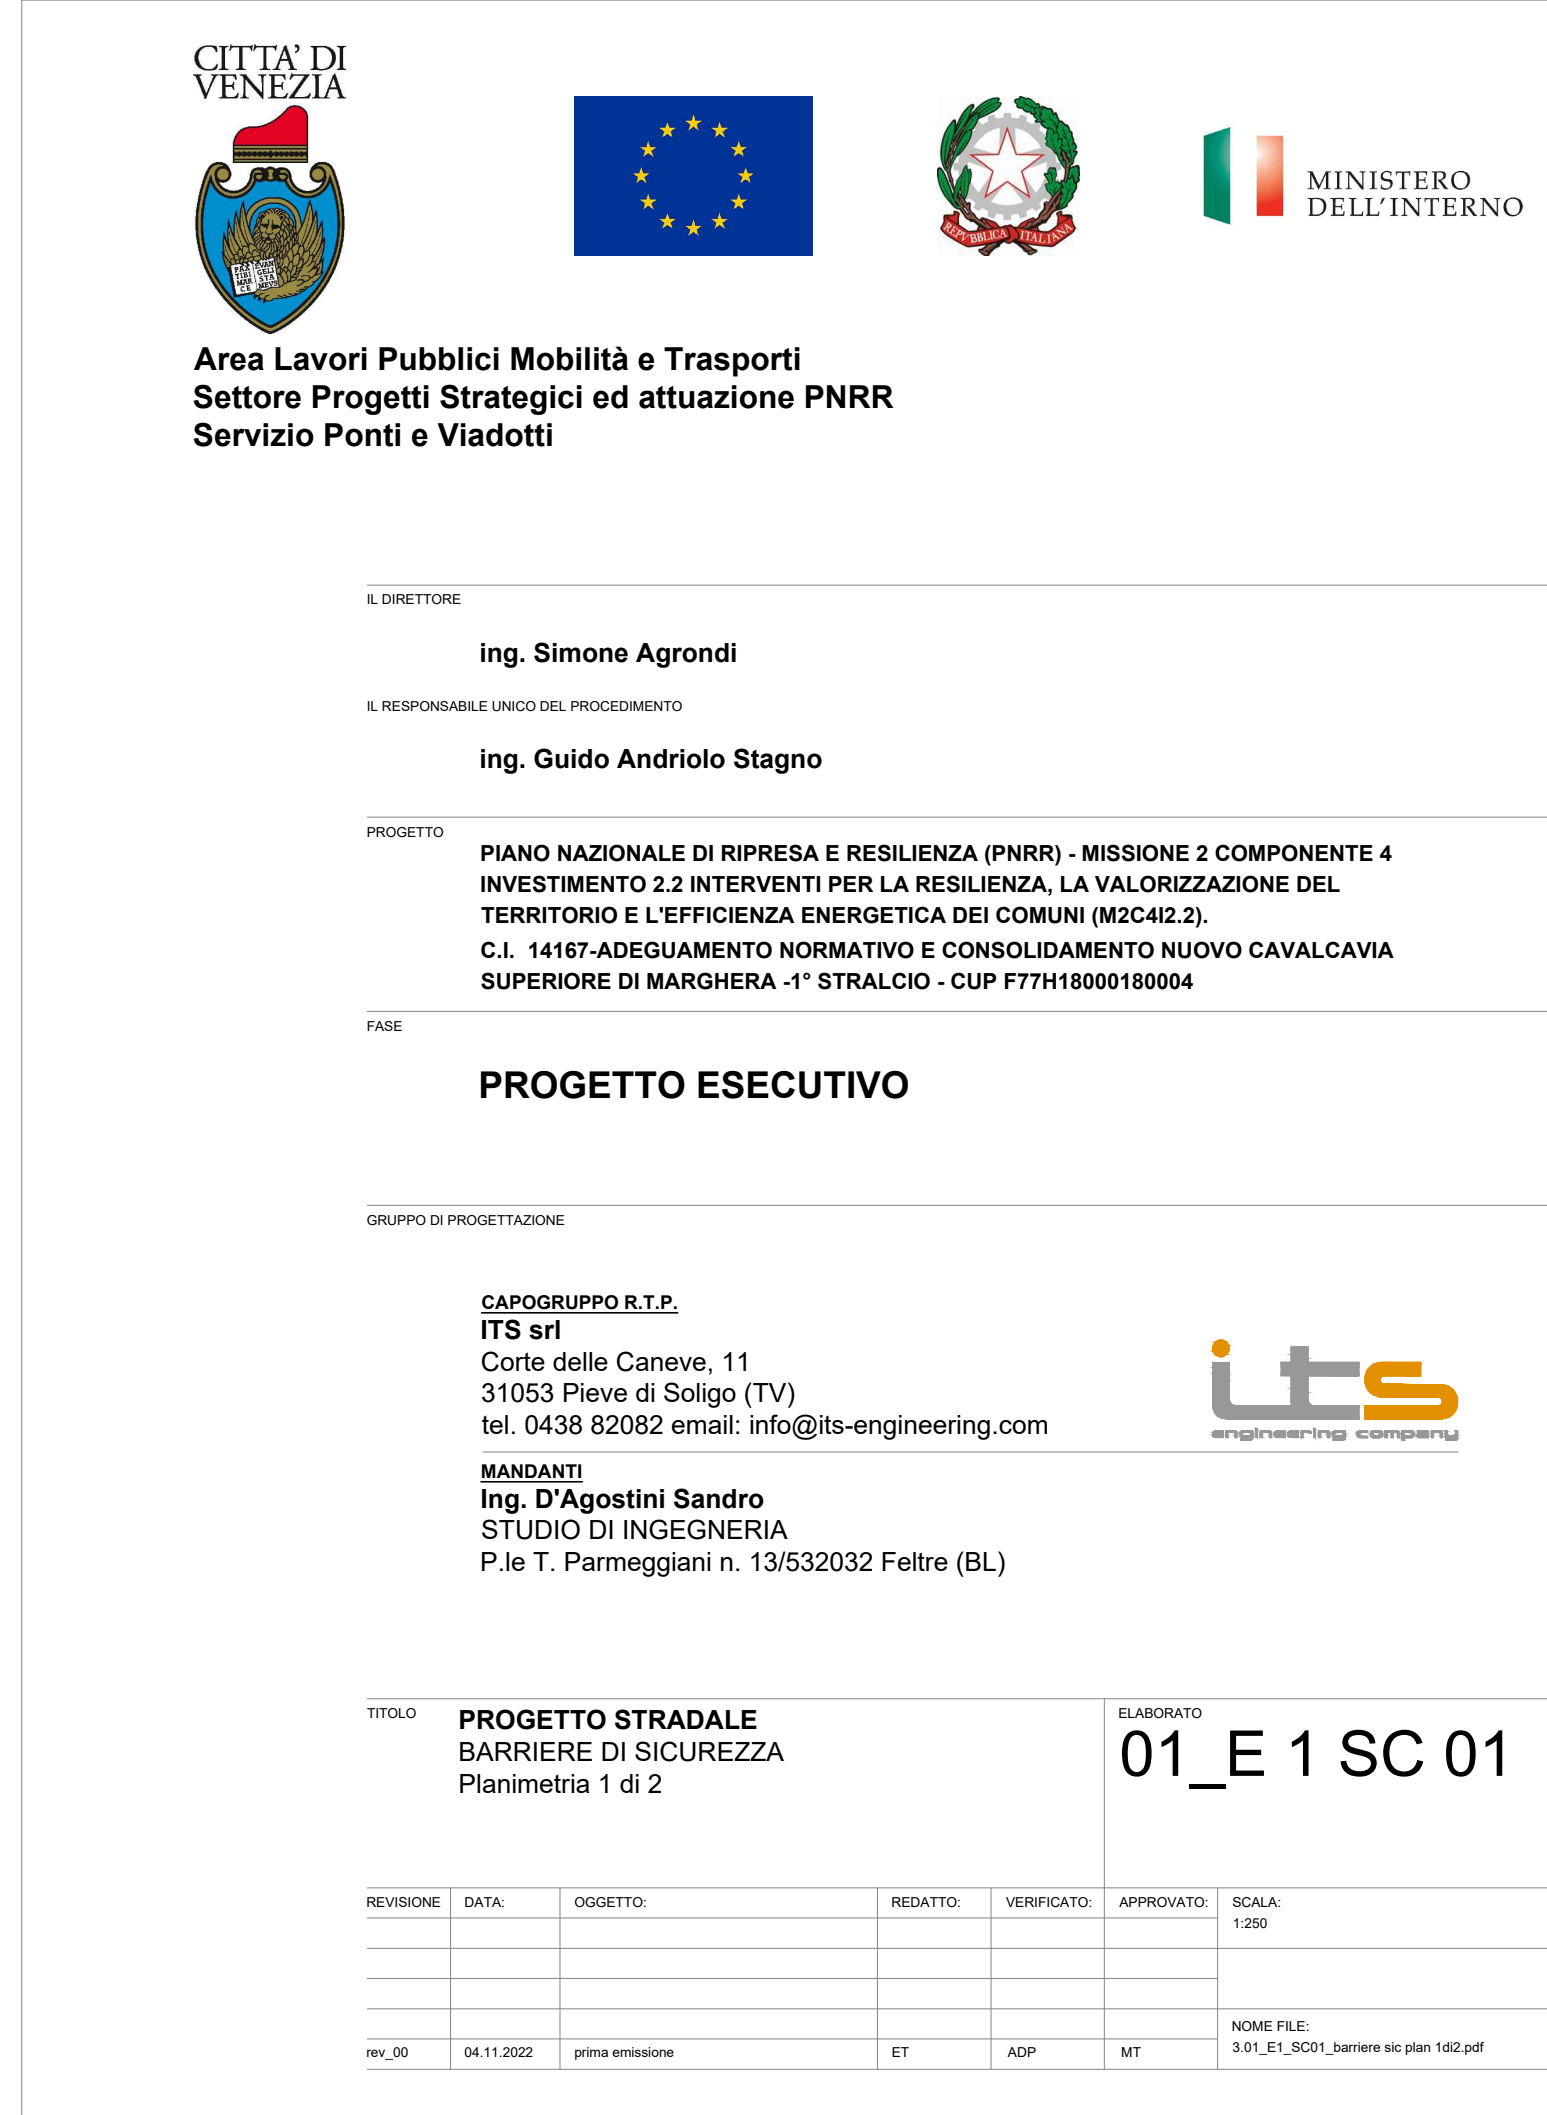 CITTA' DI
VENEZIA
PAX
TIBI
MAR
CE
EVAN
GELI
STA
MEVS
REPVBBLICA ITALIANA
MINISTERO
DELL'INTERNO
Area Lavori Pubblici Mobilità e Trasporti
Settore Progetti Strategici ed attuazione PNRR
Servizio Ponti e Viadotti
IL DIRETTORE
ing. Simone Agrondi
IL RESPONSABILE UNICO DEL PROCEDIMENTO
ing. Guido Andriolo Stagno
PROGETTO
PIANO NAZIONALE DI RIPRESA E RESILIENZA (PNRR) - MISSIONE 2 COMPONENTE 4
INVESTIMENTO 2.2 INTERVENTI PER LA RESILIENZA, LA VALORIZZAZIONE DEL
TERRITORIO E L'EFFICIENZA ENERGETICA DEI COMUNI (M2C4I2.2).
C.I. 14167-ADEGUAMENTO NORMATIVO E CONSOLIDAMENTO NUOVO CAVALCAVIA
SUPERIORE DI MARGHERA -1° STRALCIO - CUP F77H18000180004
FASE
PROGETTO ESECUTIVO
GRUPPO DI PROGETTAZIONE
CAPOGRUPPO R.T.P.
ITS srl
Corte delle Caneve, 11
31053 Pieve di Soligo (TV)
tel. 0438 82082 email: info@its-engineering.com
its
engineering company
MANDANTI
Ing. D'Agostini Sandro
STUDIO DI INGEGNERIA
P.le T. Parmeggiani n. 13/532032 Feltre (BL)
TITOLO
PROGETTO STRADALE
BARRIERE DI SICUREZZA
Planimetria 1 di 2
ELABORATO
01_E 1 SC 01
REVISIONE DATA: OGGETTO: REDATTO: VERIFICATO: APPROVATO: SCALA:
1:250
NOME FILE:
3.01_E1_SC01_barriere sic plan 1di2.pdf
rev_00 04.11.2022 prima emissione ET ADP MT